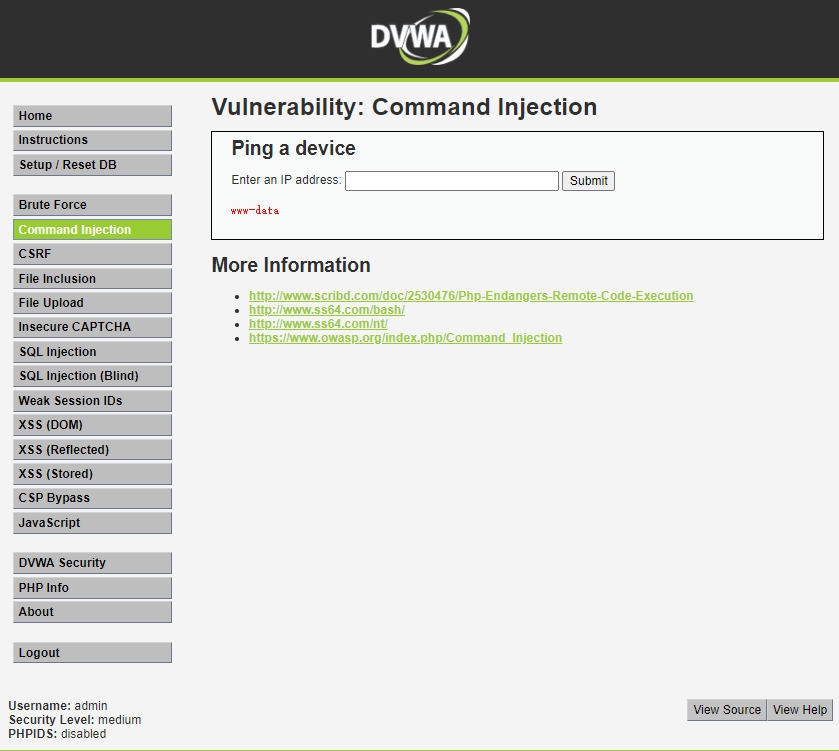 DVWA
Home
Instructions
Setup / Reset DB
Brute Force
Command Injection
CSRF
File Inclusion
File Upload
Insecure CAPTCHA
SQL Injection
SQL Injection (Blind)
Weak Session IDs
XSS (DOM)
XSS (Reflected)
XSS (Stored)
CSP Bypass
JavaScript
DVWA Security
PHP Info
About
Logout
Vulnerability: Command Injection
Ping a device
Enter an IP address: Submit
www-data
More Information
http://www.scribd.com/doc/2530476/Php-Endangers-Remote-Code-Execution
http://www.ss64.com/bash/
http://www.ss64.com/nt/
https://www.owasp.org/index.php/Command_Injection
Username: admin
Security Level: medium
PHPIDS: disabled
View Source View Help